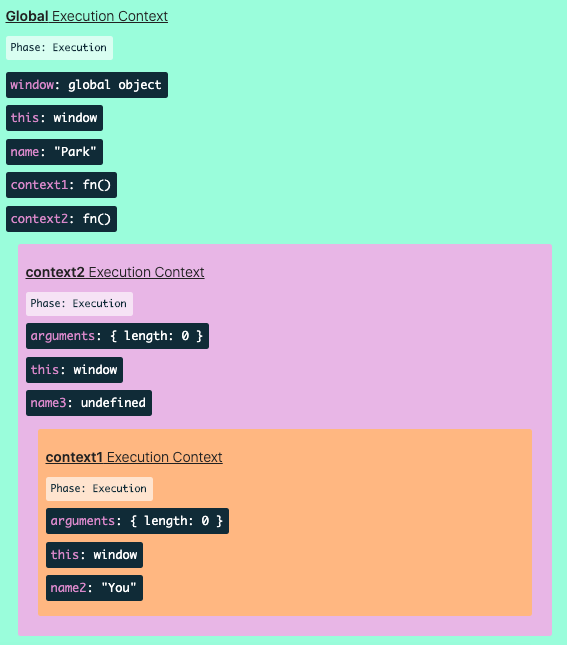 Global Execution Context
Phase: Execution
window: global object
this: window
name: "Park"
context1: fn()
context2: fn()
context2 Execution Context
Phase: Execution
arguments: { length: 0 }
this: window
name3: undefined
context1 Execution Context
Phase: Execution
arguments: { length: 0 }
this: window
name2: "You"